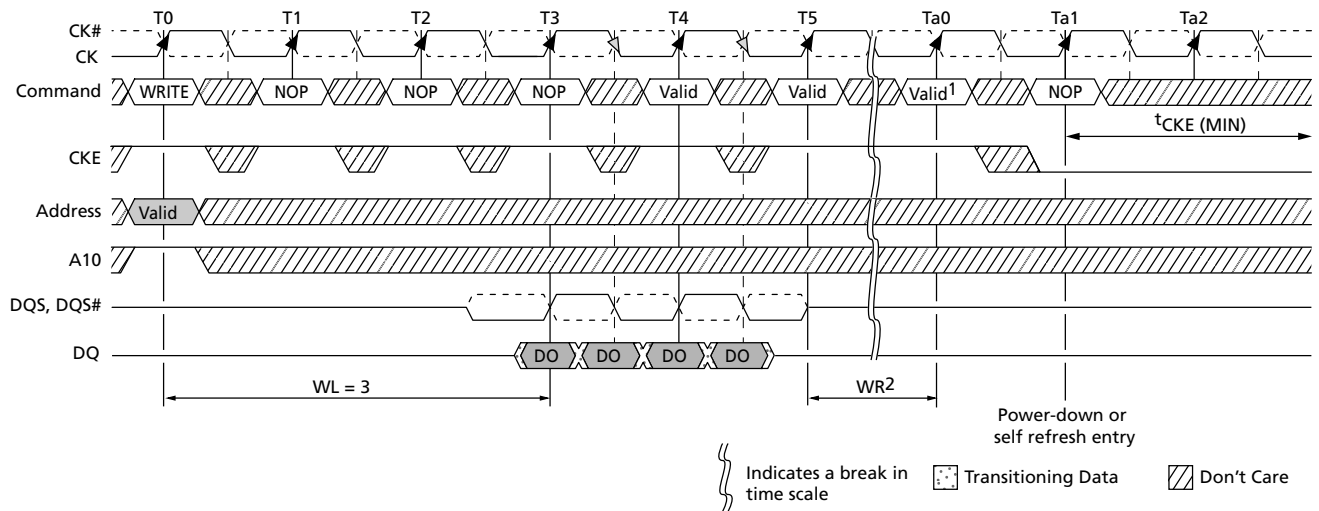 T0 T1 T2 T3 T4 T5 Ta0 Ta1 Ta2
CK#
CK
Command WRITE NOP NOP NOP Valid Valid Valid1 NOP
tCKE (MIN)
CKE
Address Valid
A10
DQS, DQS#
DQ DO DO DO DO
WL = 3 WR2
Power-down or
self refresh entry
Indicates a break in
time scale
Transitioning Data
Don't Care